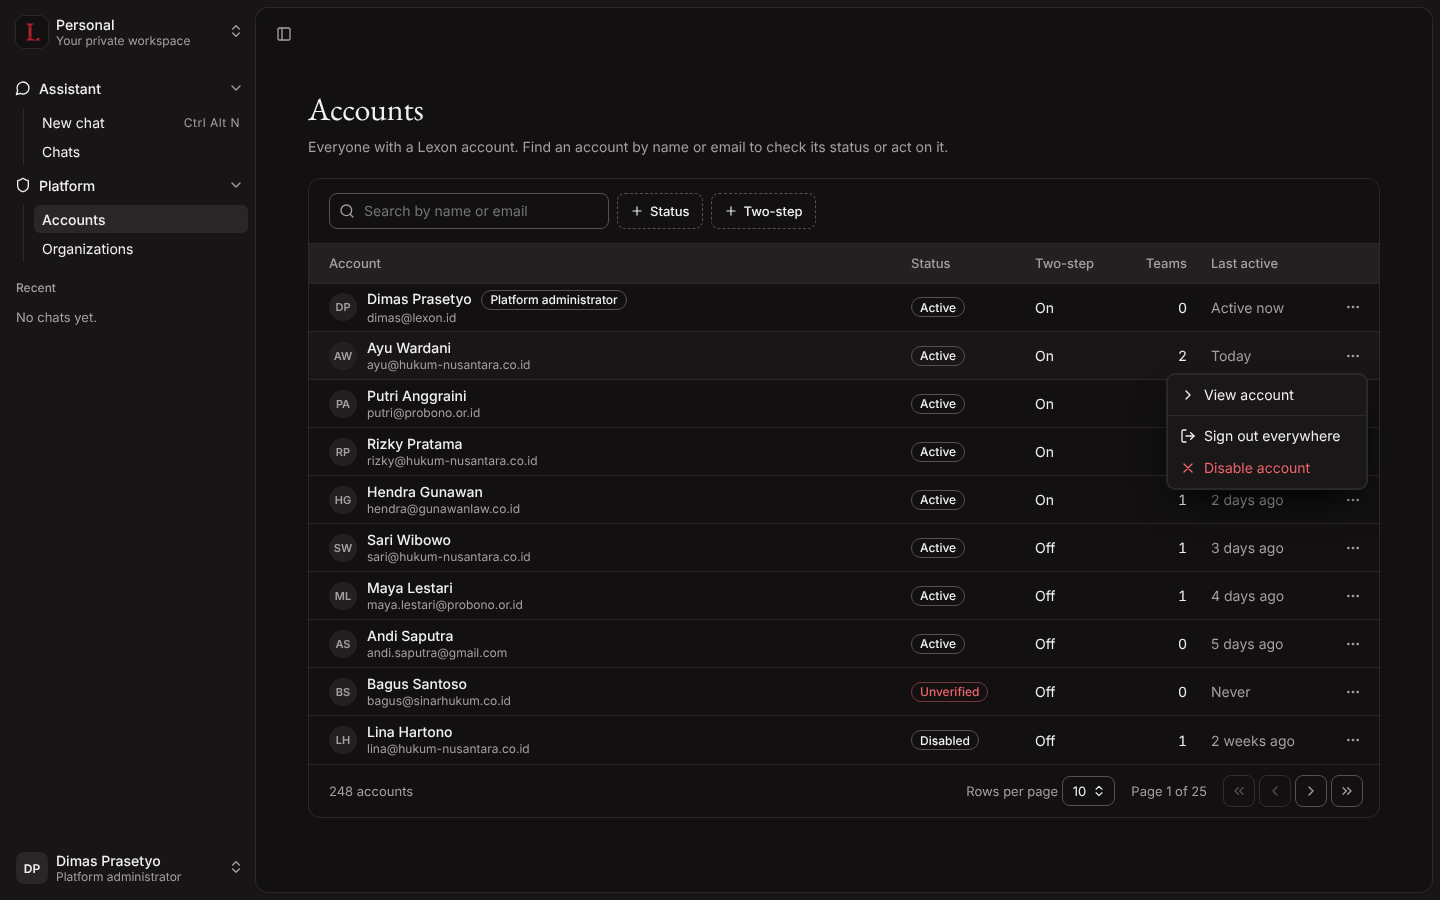 L
Personal
Your private workspace
Assistant
New chat Ctrl Alt N
Chats
Platform
Accounts
Organizations
Recent
No chats yet.
DP
Dimas Prasetyo
Platform administrator
Accounts
Everyone with a Lexon account. Find an account by name or email to check its status or act on it.
Search by name or email + Status + Two-step
Account Status Two-step Teams Last active
DP Dimas Prasetyo Platform administrator Active On 0 Active now
dimas@lexon.id
AW Ayu Wardani Active On 2 Today
ayu@hukum-nusantara.co.id
PA Putri Anggraini Active On
putri@probono.or.id
RP Rizky Pratama Active On
rizky@hukum-nusantara.co.id
View account
Sign out everywhere
Disable account
HG Hendra Gunawan Active On 1 2 days ago
hendra@gunawanlaw.co.id
SW Sari Wibowo Active Off 1 3 days ago
sari@hukum-nusantara.co.id
ML Maya Lestari Active Off 1 4 days ago
maya.lestari@probono.or.id
AS Andi Saputra Active Off 0 5 days ago
andi.saputra@gmail.com
BS Bagus Santoso Unverified Off 0 Never
bagus@sinarhukum.co.id
LH Lina Hartono Disabled Off 1 2 weeks ago
lina@hukum-nusantara.co.id
248 accounts Rows per page 10 Page 1 of 25